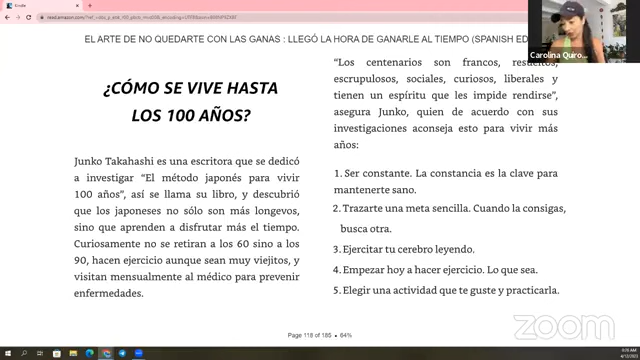 Kindle
EL ARTE DE NO QUEDARTE CON LAS GANAS : LLEGÓ LA HORA DE GANARLE AL TIEMPO (SPANISH ED
Carolina Quiro...
¿CÓMO SE VIVE HASTA
LOS 100 AÑOS?
Junko Takahashi es una escritora que se dedicó
a investigar “El método japonés para vivir
100 años”, así se llama su libro, y descubrió
que los japoneses no sólo son más longevos,
sino que aprenden a disfrutar más el tiempo.
Curiosamente no se retiran a los 60 sino a los
90, hacen ejercicio aunque sean muy viejitos, y
visitan mensualmente al médico para prevenir
enfermedades.
“Los centenarios son francos, resueltos,
escrupulosos, sociales, curiosos, liberales y
tienen un espíritu que les impide rendirse”,
asegura Junko, quien de acuerdo con sus
investigaciones aconseja esto para vivir más
años:
1. Ser constante. La constancia es la clave para
mantenerte sano.
2. Trazarte una meta sencilla. Cuando la consigas,
busca otra.
3. Ejercitar tu cerebro leyendo.
4. Empezar hoy a hacer ejercicio. Lo que sea.
5. Elegir una actividad que te guste y practicarla.
Page 118 of 185 • 64%
zoom